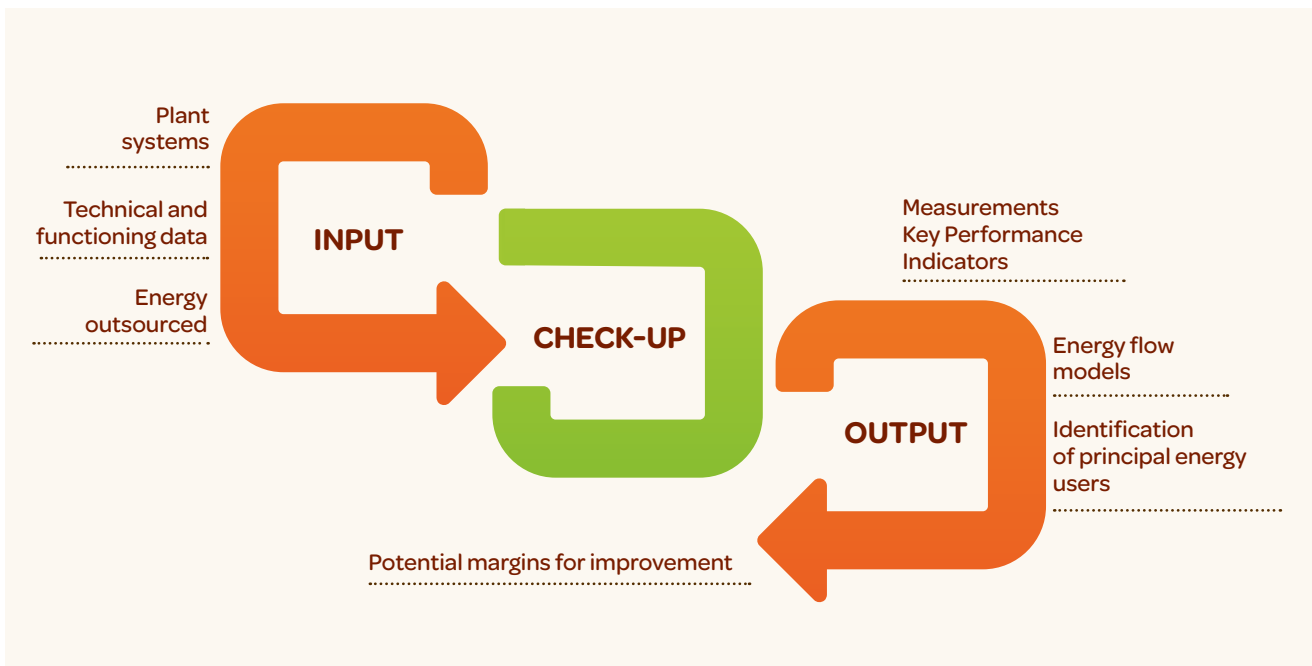 Plant
systems
Technical and
functioning data
Energy
outsourced
INPUT
CHECK-UP
Measurements
Key Performance
Indicators
Energy flow
models
OUTPUT
Identification
of principal energy
users
Potential margins for improvement